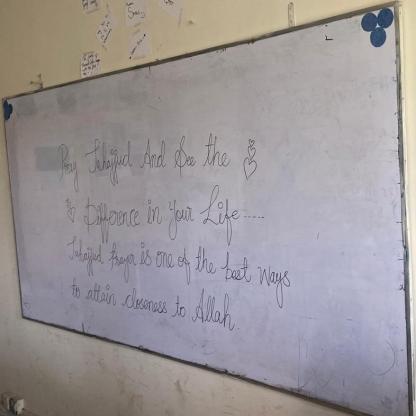 Pray Tahajjud And See the
Difference in Your Life.....
Tahajjud Prayer is one of the best ways
to attain closeness to Allah.